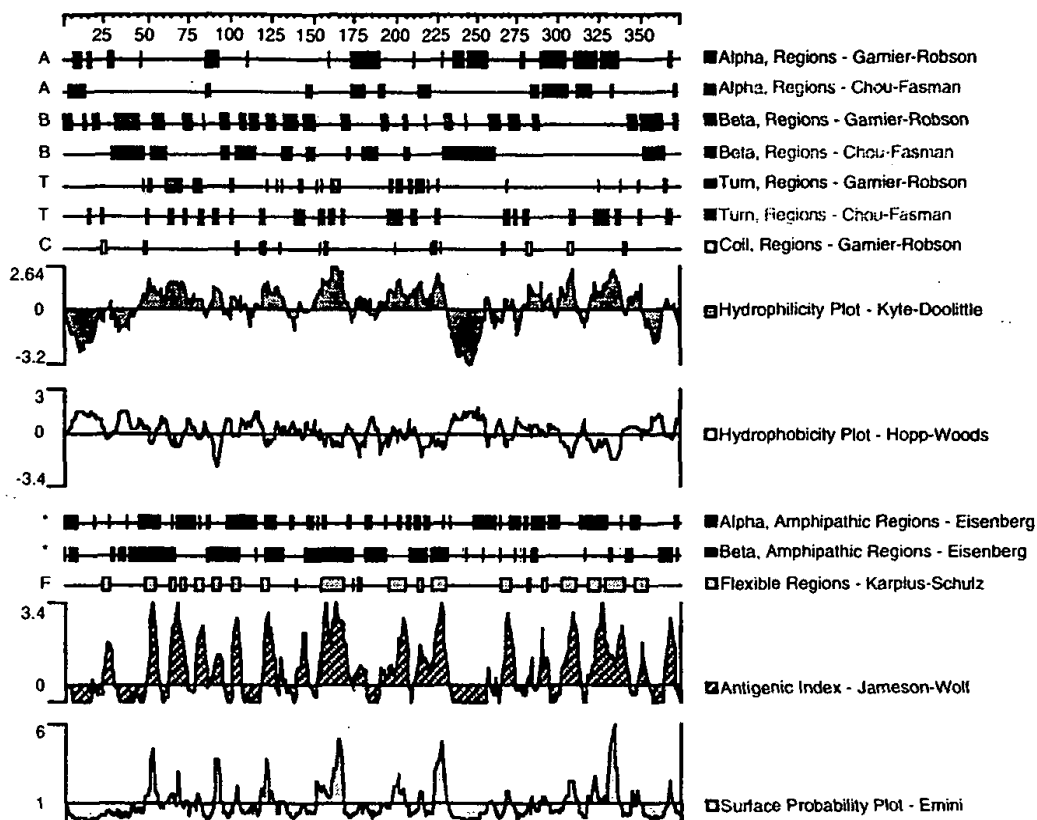 25 50 75 100 125 150 175 200 225 250 275 300 325 350
A Alpha, Regions - Garnier-Robson
A Alpha, Regions - Chou-Fasman
B Beta, Regions - Garnier-Robson
B Beta, Regions - Chou-Fasman
T Turn, Regions - Garnier-Robson
T Turn, Regions - Chou-Fasman
C Coil, Regions - Garnier-Robson
2.64
0 Hydrophilicity Plot - Kyte-Doolittle
-3.2
3
0 Hydrophobicity Plot - Hopp-Woods
-3.4
* Alpha, Amphipathic Regions - Eisenberg
* Beta, Amphipathic Regions - Eisenberg
F Flexible Regions - Karplus-Schulz
3.4
0 Antigenic Index - Jameson-Wolf
6
1 Surface Probability Plot - Emini